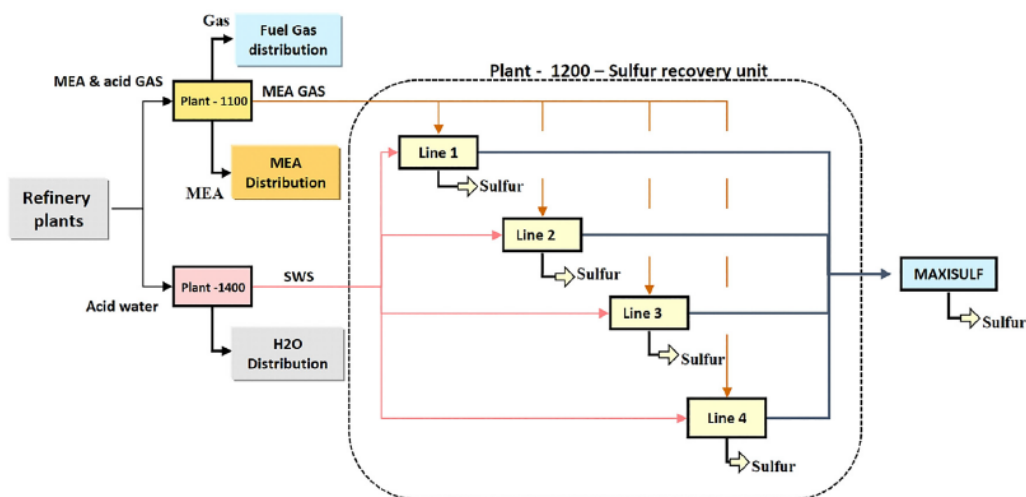 Gas
Fuel Gas
distribution
MEA & acid GAS
Plant - 1100
MEA GAS
Plant - 1200 – Sulfur recovery unit
MEA
Distribution
MEA
Refinery
plants
Line 1
Sulfur
Line 2
Sulfur
Acid water
Plant -1400
SWS
MAXISULF
Sulfur
H2O
Distribution
Line 3
Sulfur
Line 4
Sulfur